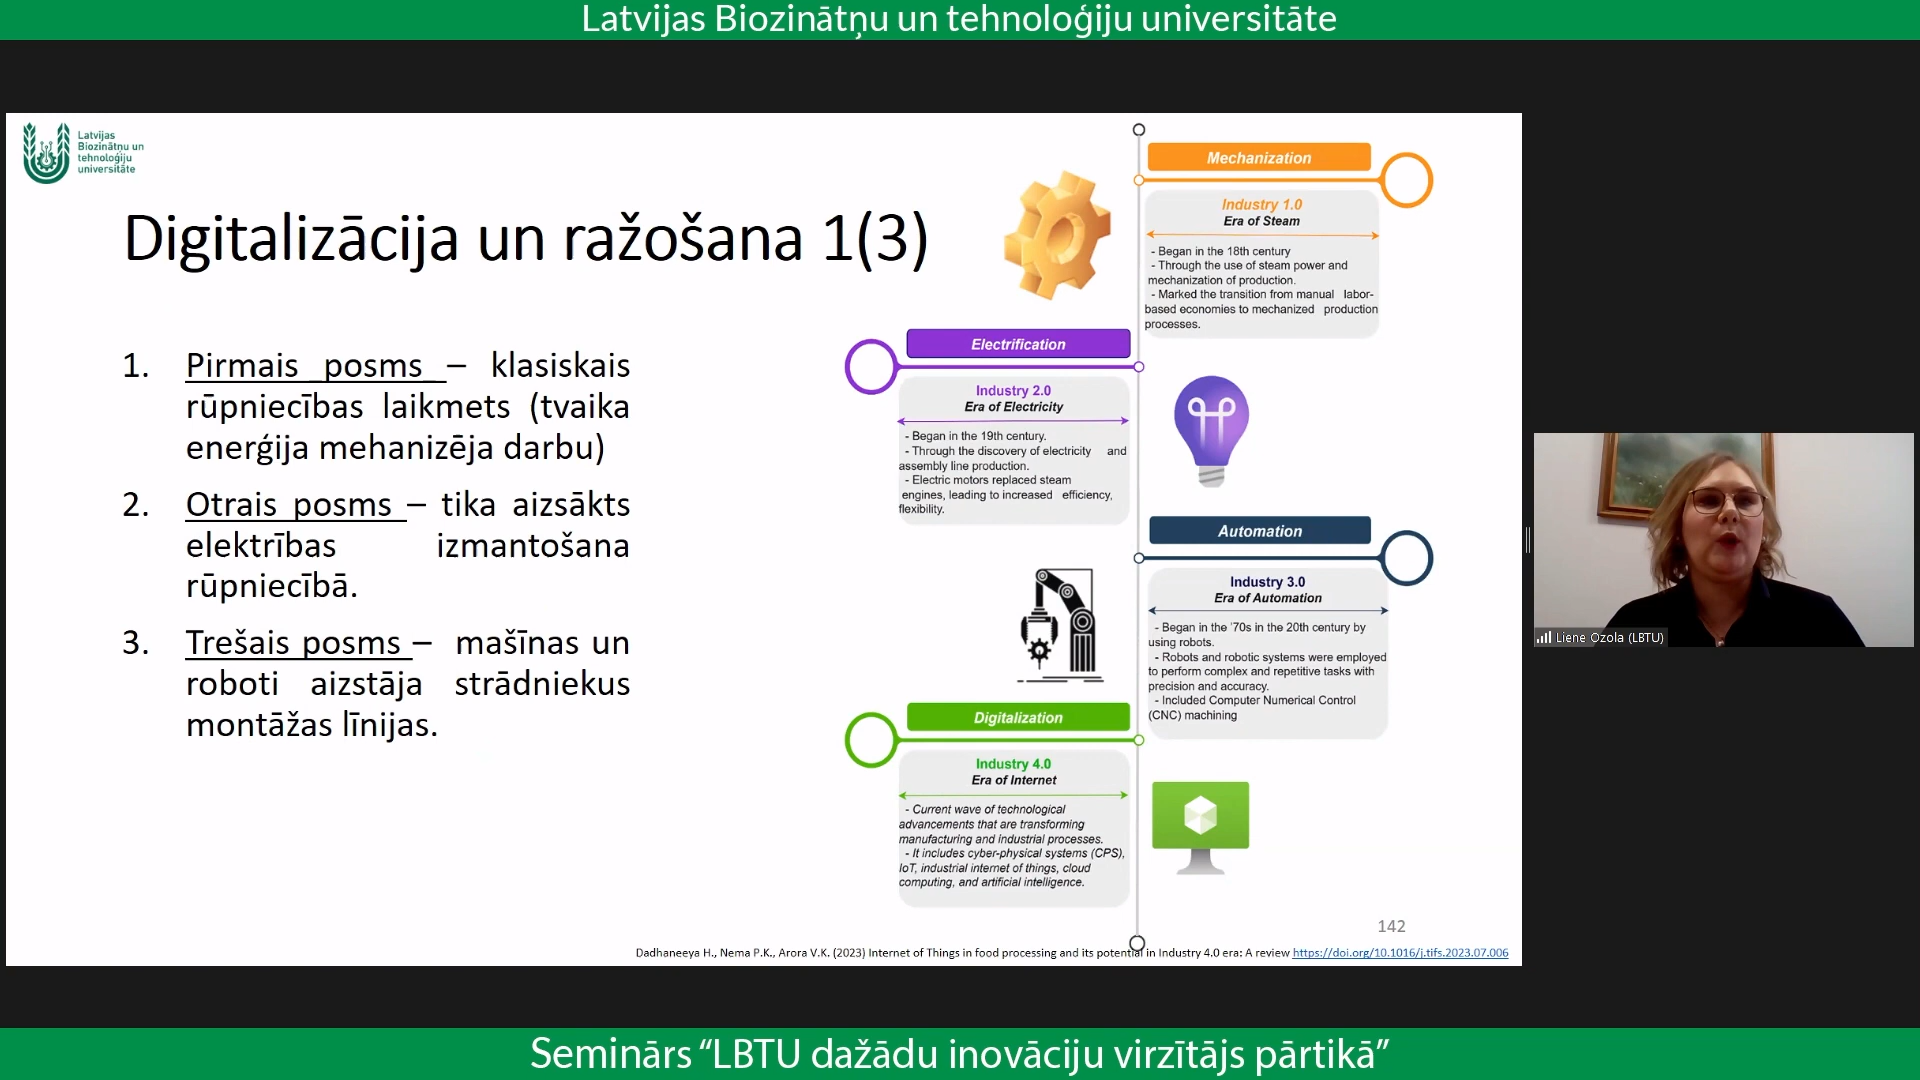 Latvijas Biozinātņu un tehnoloģiju universitāte
Latvijas
Biozinātņu un
tehnoloģiju
universitāte
Digitalizācija un ražošana 1(3)
1. Pirmais posms – klasiskais
rūpniecības laikmets (tvaika
enerģija mehanizēja darbu)
2. Otrais posms – tika aizsākts
elektrības izmantošana
rūpniecībā.
3. Trešais posms – mašīnas un
roboti aizstāja strādniekus
montāžas līnijas.
Mechanization
Industry 1.0
Era of Steam
- Began in the 18th century
- Through the use of steam power and
mechanization of production.
- Marked the transition from manual labor-
based economies to mechanized production
processes.
Electrification
Industry 2.0
Era of Electricity
- Began in the 19th century.
- Through the discovery of electricity and
assembly line production.
- Electric motors replaced steam
engines, leading to increased efficiency,
flexibility.
Automation
Industry 3.0
Era of Automation
- Began in the '70s in the 20th century by
using robots.
- Robots and robotic systems were employed
to perform complex and repetitive tasks with
precision and accuracy.
- Included Computer Numerical Control
(CNC) machining
Digitalization
Industry 4.0
Era of Internet
- Current wave of technological
advancements that are transforming
manufacturing and industrial processes.
- It includes cyber-physical systems (CPS),
IoT, industrial internet of things, cloud
computing, and artificial intelligence.
142
Dadhaneeya H., Nema P.K., Arora V.K. (2023) Internet of Things in food processing and its potential in Industry 4.0 era: A review https://doi.org/10.1016/j.tifs.2023.07.006
Liene Ozola (LBTU)
Seminārs “LBTU dažādu inovāciju virzītājs pārtikā”